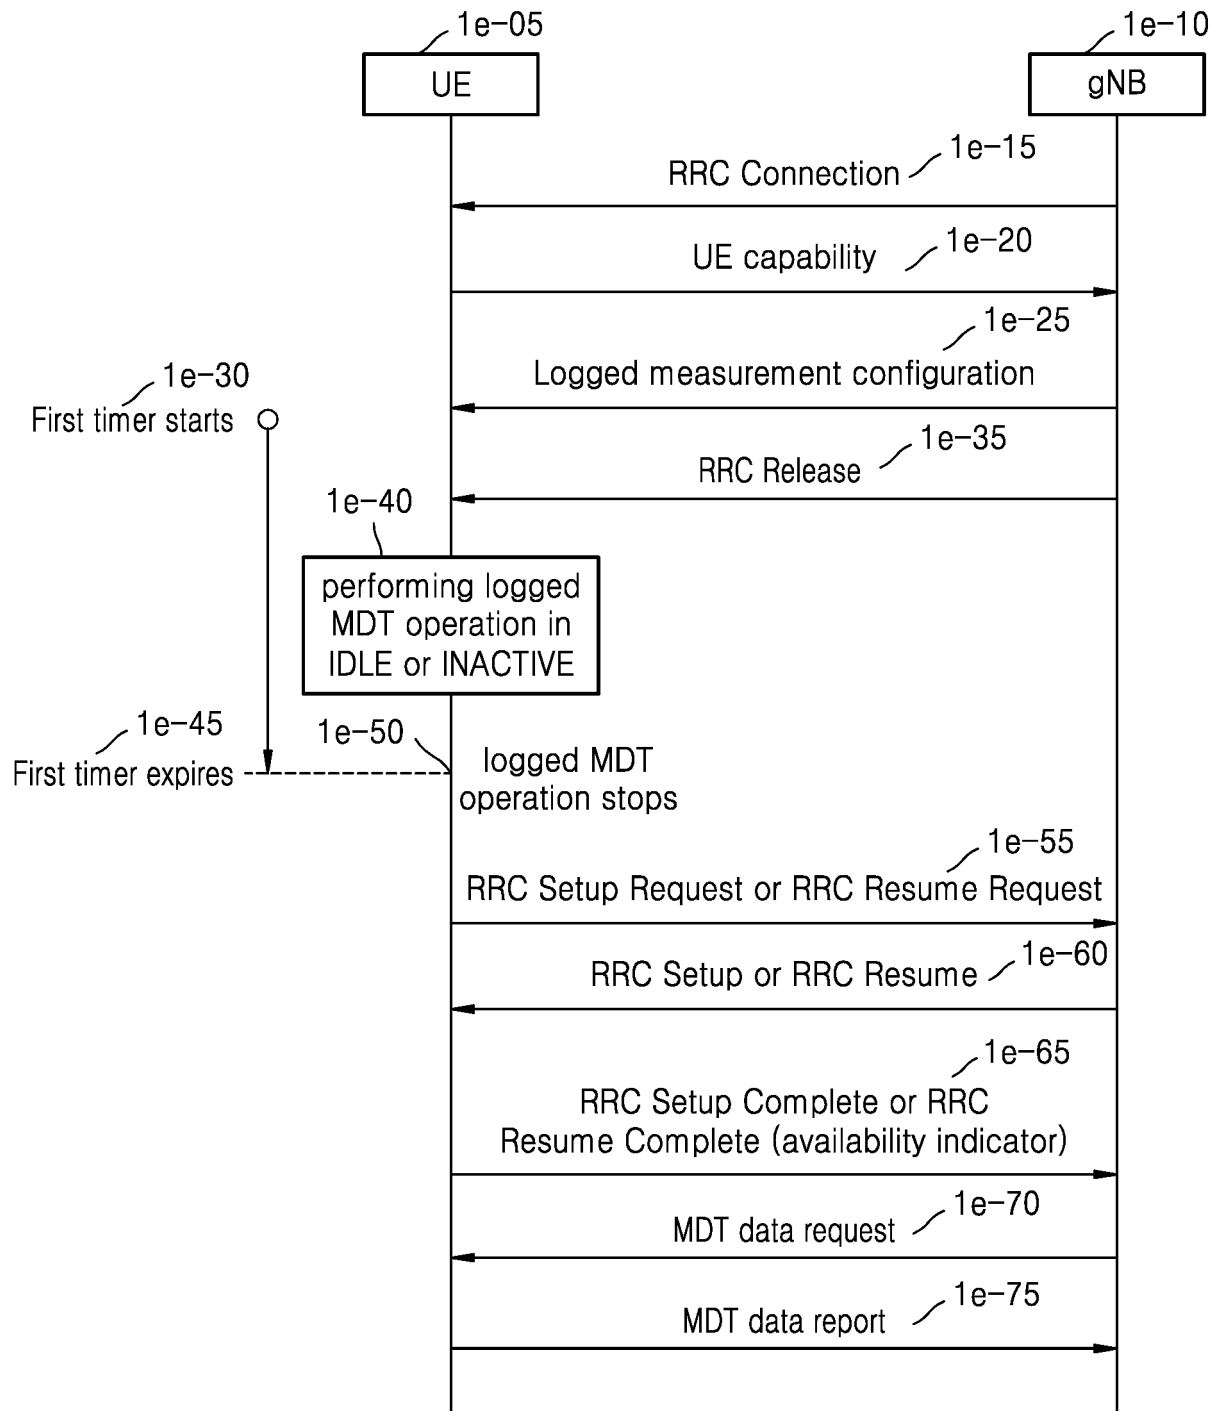 1e-05
1e-10
UE
gNB
1e-15
RRC Connection
1e-20
UE capability
1e-25
Logged measurement configuration
1e-30
First timer starts
1e-35
RRC Release
1e-40
performing logged
MDT operation in
IDLE or INACTIVE
1e-45
First timer expires
1e-50
logged MDT
operation stops
1e-55
RRC Setup Request or RRC Resume Request
1e-60
RRC Setup or RRC Resume
1e-65
RRC Setup Complete or RRC
Resume Complete (availability indicator)
1e-70
MDT data request
1e-75
MDT data report